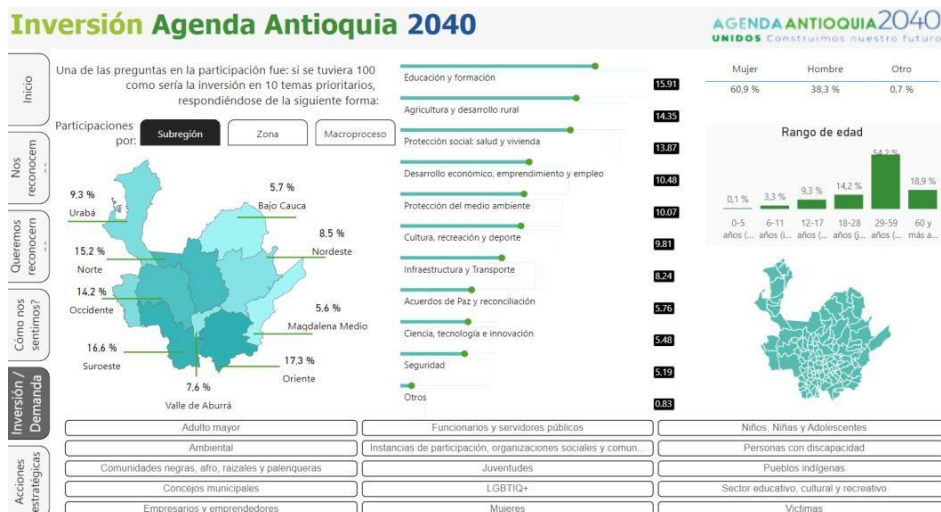 Inversión Agenda Antioquia 2040
AGENDA ANTIOQUIA 2040
UNIDOS Construimos nuestro futuro
Inicio
Nos reconocem ..
Queremos reconocern ..
Cómo nos sentimos?
Inversión / Demanda
Acciones estratégicas
Una de las preguntas en la participación fue: si se tuviera 100
como sería la inversión en 10 temas prioritarios,
respondiéndose de la siguiente forma:
Participaciones
por:
Subregión
Zona
Macroproceso
9.3 %
Urabá
5.7 %
Bajo Cauca
8.5 %
Nordeste
15,2 %
Norte
14.2 %
Occidente
5,6 %
Magdalena Medio
16,6 %
Suroeste
17.3 %
Oriente
7.6 %
Valle de Aburrá
Educación y formación
15.91
Agricultura y desarrollo rural
14.35
Protección social: salud y vivienda
13.87
Desarrollo económico, emprendimiento y empleo
10.48
Protección del medio ambiente
10.07
Cultura, recreación y deporte
9.81
Infraestructura y Transporte
8.24
Acuerdos de Paz y reconciliación
5.76
Ciencia, tecnología e innovación
5.48
Seguridad
5.19
Otros
0.83
Mujer Hombre Otro
60,9 % 38,3 % 0,7 %
Rango de edad
0,1 % 3,3 % 9,3 % 14,2 % 54,2 % 18,9 %
0-5 6-11 12-17 18-28 29-59 60 y
años (... años (i... años (... años (j... años (... más a...
Adulto mayor
Funcionarios y servidores públicos
Niños, Niñas y Adolescentes
Ambiental
Instancias de participación, organizaciones sociales y comun...
Personas con discapacidad
Comunidades negras, afro, raizales y palenqueras
Juventudes
Pueblos indígenas
Concejos municipales
LGBTIQ+
Sector educativo, cultural y recreativo
Empresarios y emprendedores
Mujeres
Víctimas